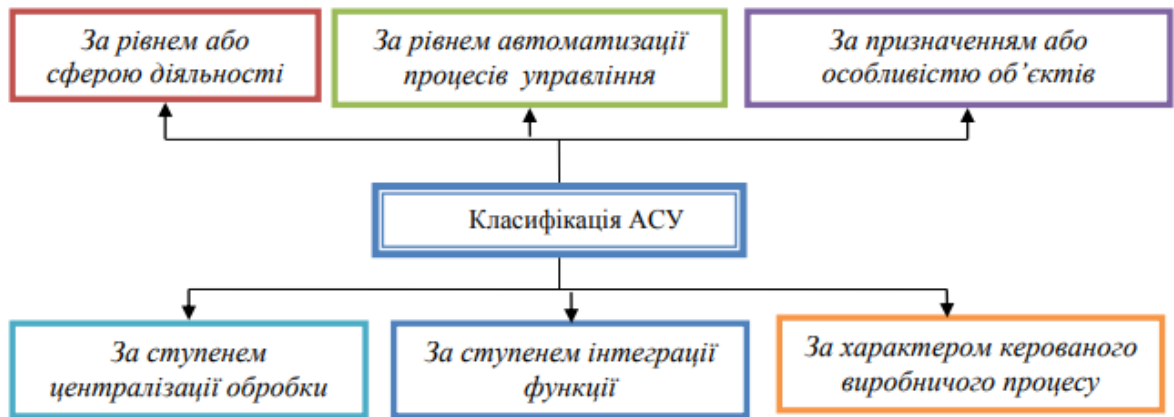 За рівнем або
сферою діяльності
За рівнем автоматизації
процесів управління
За призначенням або
особливістю об’єктів
Класифікація АСУ
За ступенем
централізації обробки
За ступенем інтеграції
функції
За характером керованого
виробничого процесу